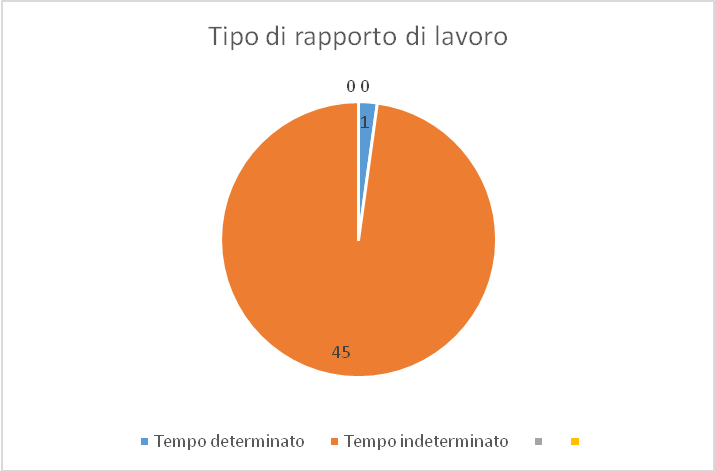 Tipo di rapporto di lavoro
0 0
1
45
Tempo determinato Tempo indeterminato